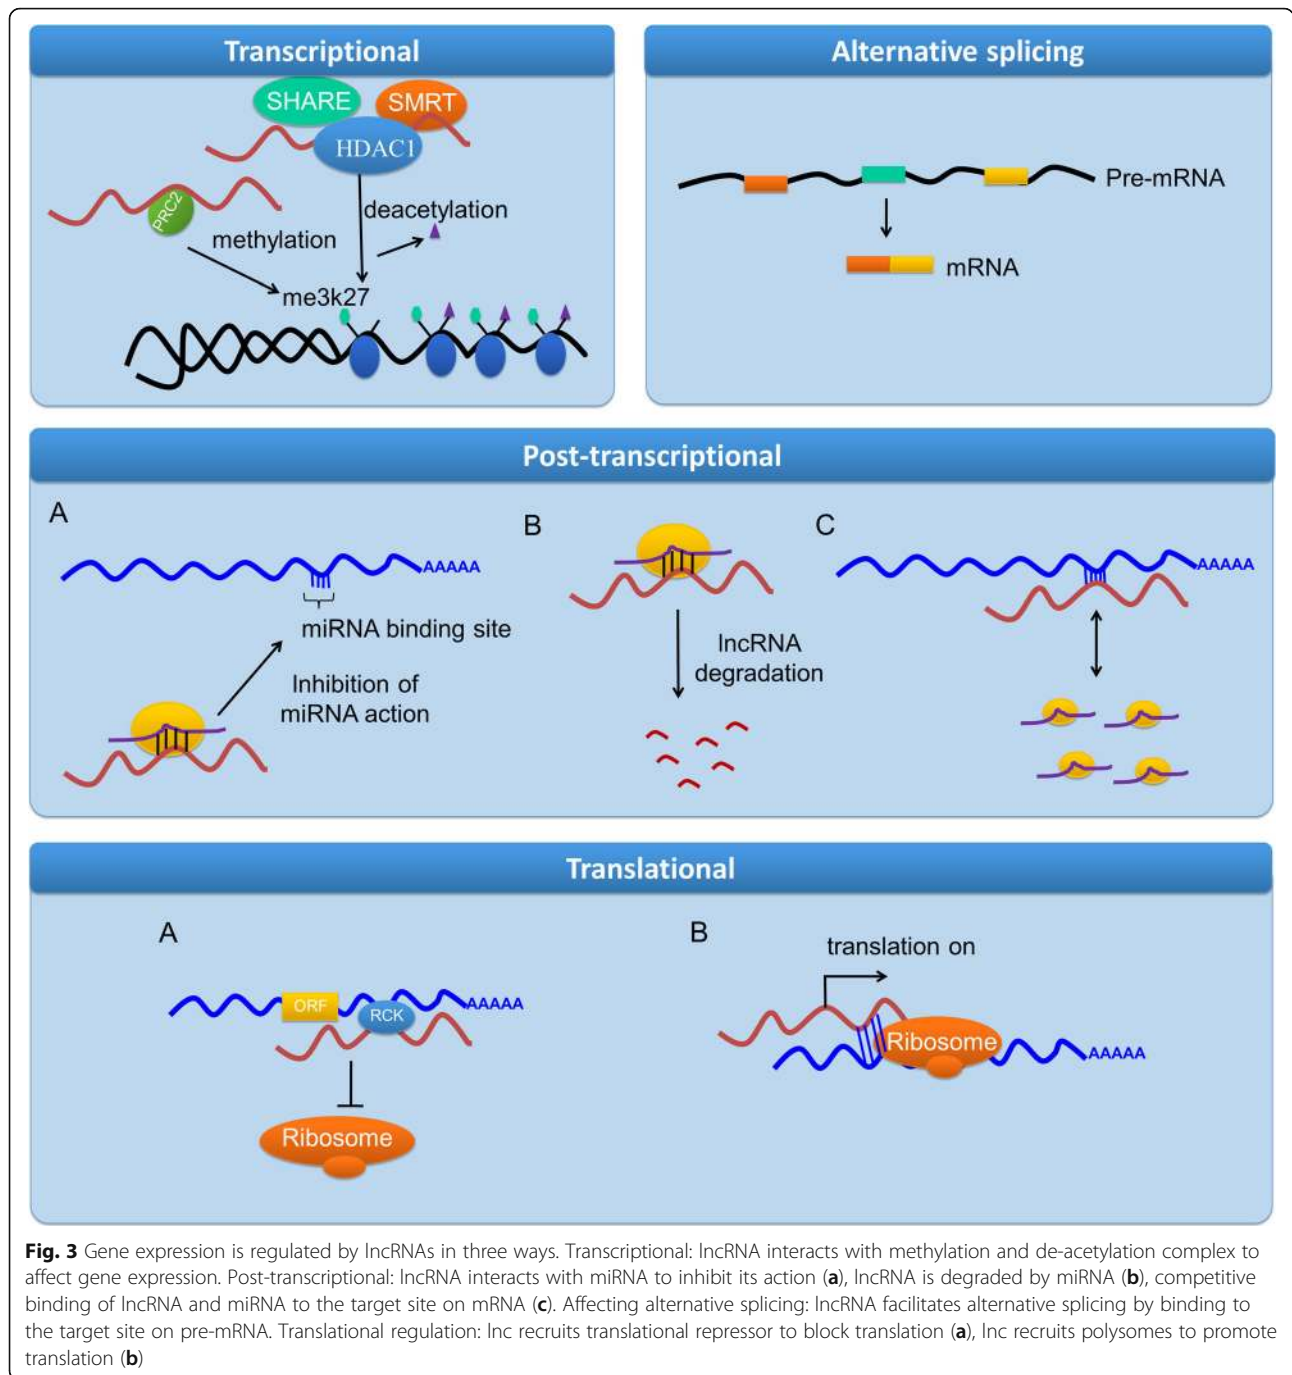 Transcriptional
SHARE
SMRT
HDAC1
PRC2
deacetylation
methylation
me3k27
Alternative splicing
Pre-mRNA
mRNA
Post-transcriptional
A
AAAAA
miRNA binding site
Inhibition of
miRNA action
B
lncRNA
degradation
C
AAAAA
Translational
A
ORF
RCK
AAAAA
Ribosome
B
translation on
Ribosome
AAAAA
Fig. 3 Gene expression is regulated by lncRNAs in three ways. Transcriptional: lncRNA interacts with methylation and de-acetylation complex to
affect gene expression. Post-transcriptional: lncRNA interacts with miRNA to inhibit its action (a), lncRNA is degraded by miRNA (b), competitive
binding of lncRNA and miRNA to the target site on mRNA (c). Affecting alternative splicing: lncRNA facilitates alternative splicing by binding to
the target site on pre-mRNA. Translational regulation: lnc recruits translational repressor to block translation (a), lnc recruits polysomes to promote
translation (b)